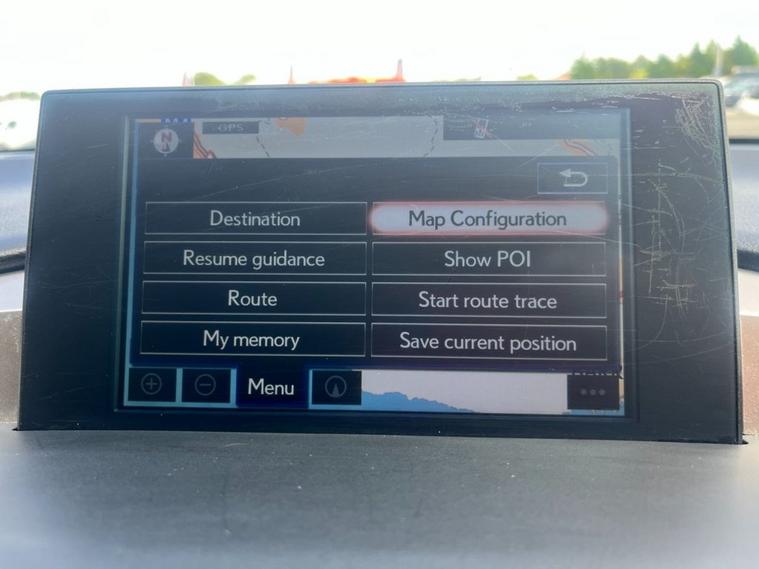 N
GPS
Destination
Map Configuration
Resume guidance
Show POI
Route
Start route trace
My memory
Save current position
Menu